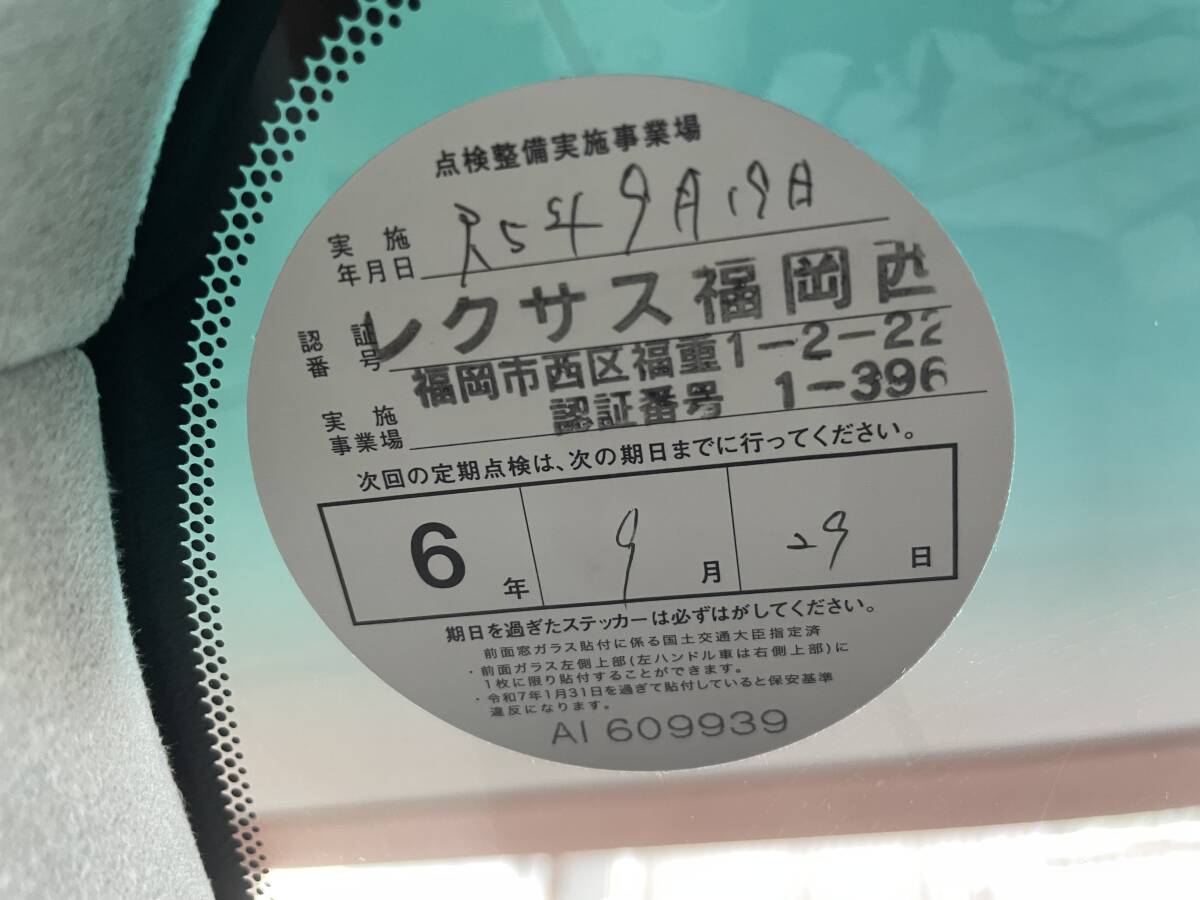 点検整備実施事業場
実施年月日 R5年9月19日
認証番号
レクサス福岡西
福岡市西区福重1-2-22
認証番号 1-396
実施事業場
次回の定期点検は、次の期日までに行ってください。
6年 9月 29日
期日を過ぎたステッカーは必ずはがしてください。
前面窓ガラス貼付に係る国土交通大臣指定済
・前面ガラス左側上部(左ハンドル車は右側上部)に
1枚に限り貼付することができます。
・令和7年1月31日を過ぎて貼付していると保安基準
違反になります。
AI 609939